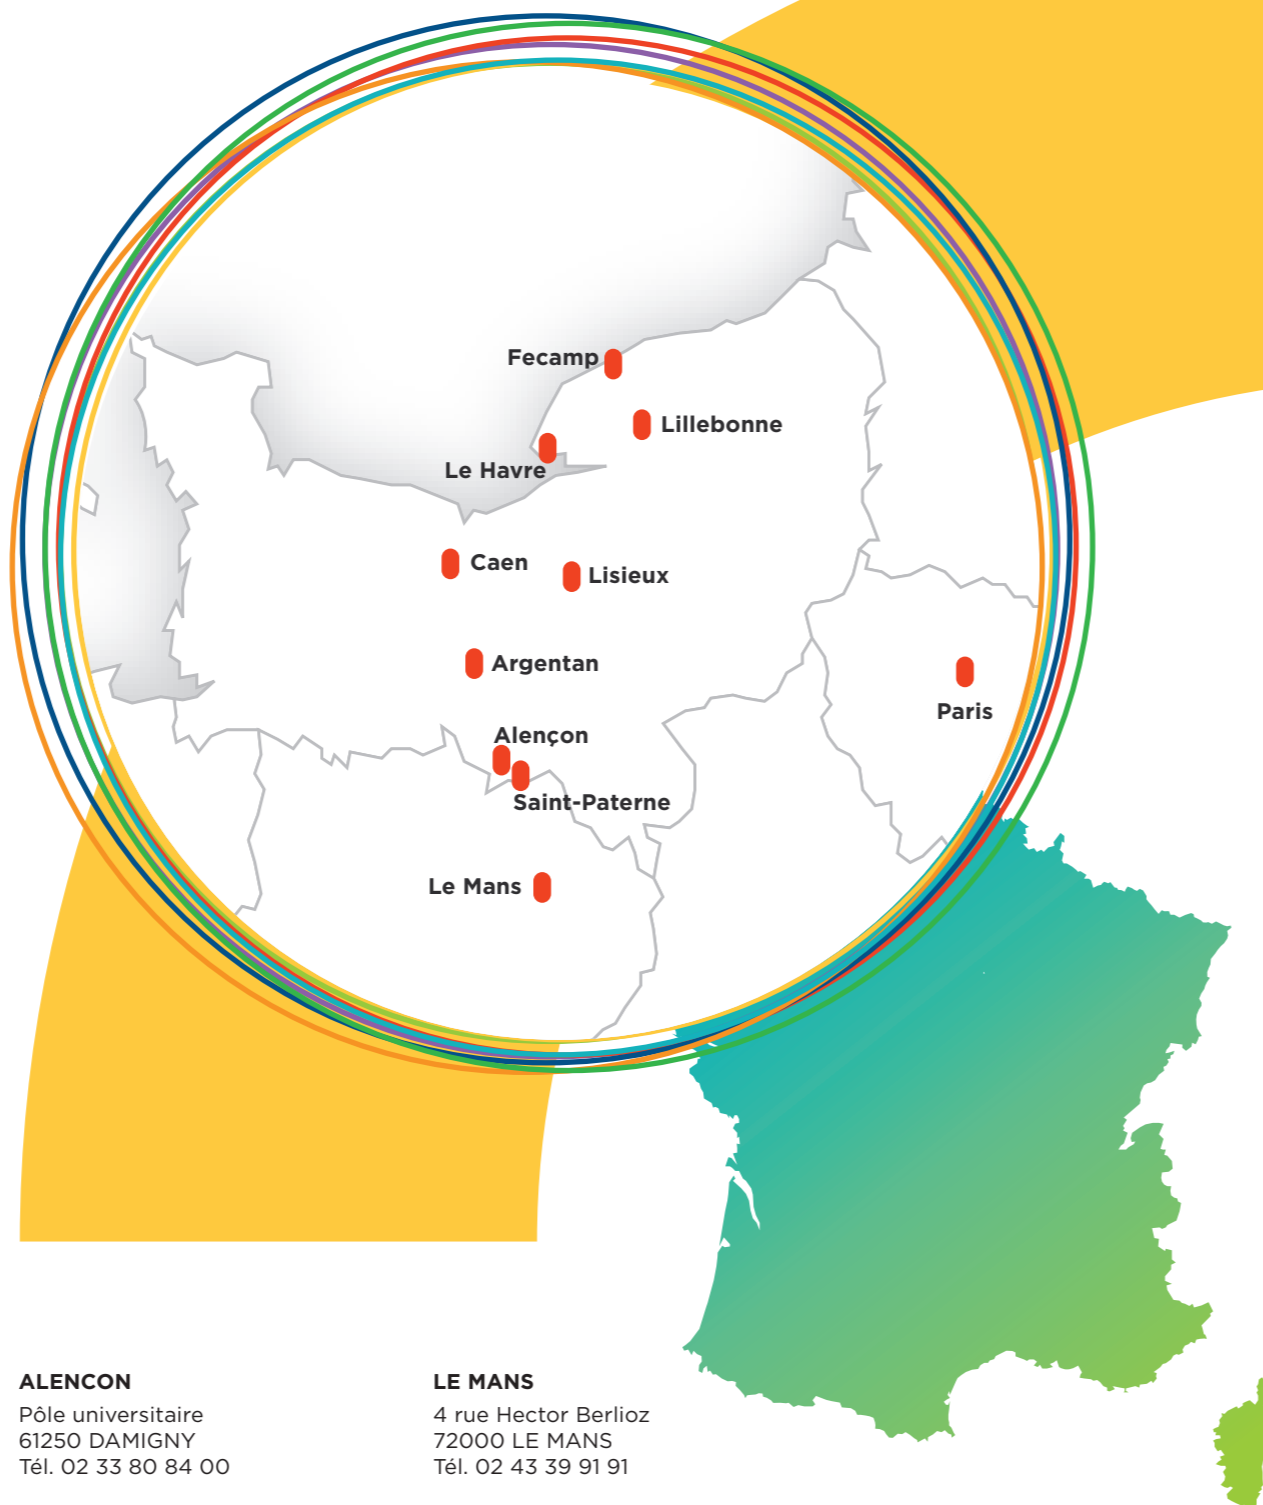 Fecamp
Lillebonne
Le Havre
Caen
Lisieux
Argentan
Paris
Alençon
Saint-Paterne
Le Mans
ALENCON
Pôle universitaire
61250 DAMIGNY
Tél. 02 33 80 84 00
LE MANS
4 rue Hector Berlioz
72000 LE MANS
Tél. 02 43 39 91 91